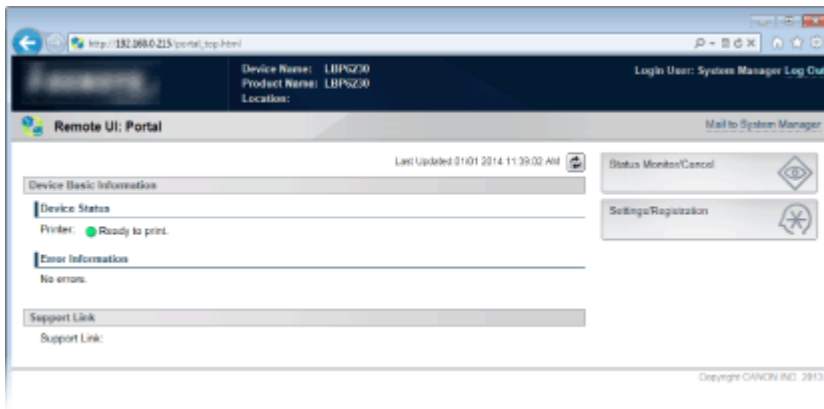 http://192.168.0.215/portal_top.html
Device Name: LBP6230
Product Name: LBP6230
Location:
Login User: System Manager Log Out
Remote UI: Portal
Mail to System Manager
Last Updated 01/01 2014 11:39:02 AM
Device Basic Information
Device Status
Printer: Ready to print.
Error Information
No errors.
Support Link
Support Link:
Status Monitor/Cancel
Settings/Registration
Copyright CANON INC. 2013